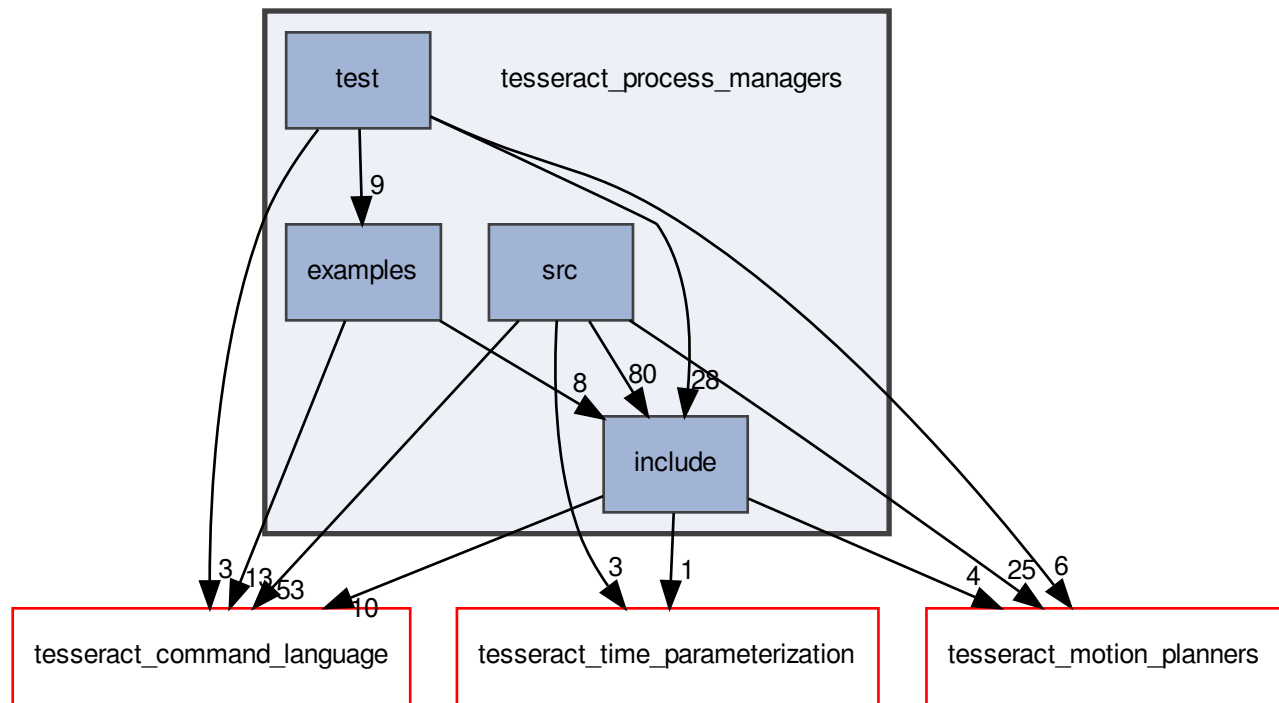 test
tesseract_process_managers
9
examples
src
8
80
28
include
3
13
53
10
3
1
4
25
6
tesseract_command_language
tesseract_time_parameterization
tesseract_motion_planners